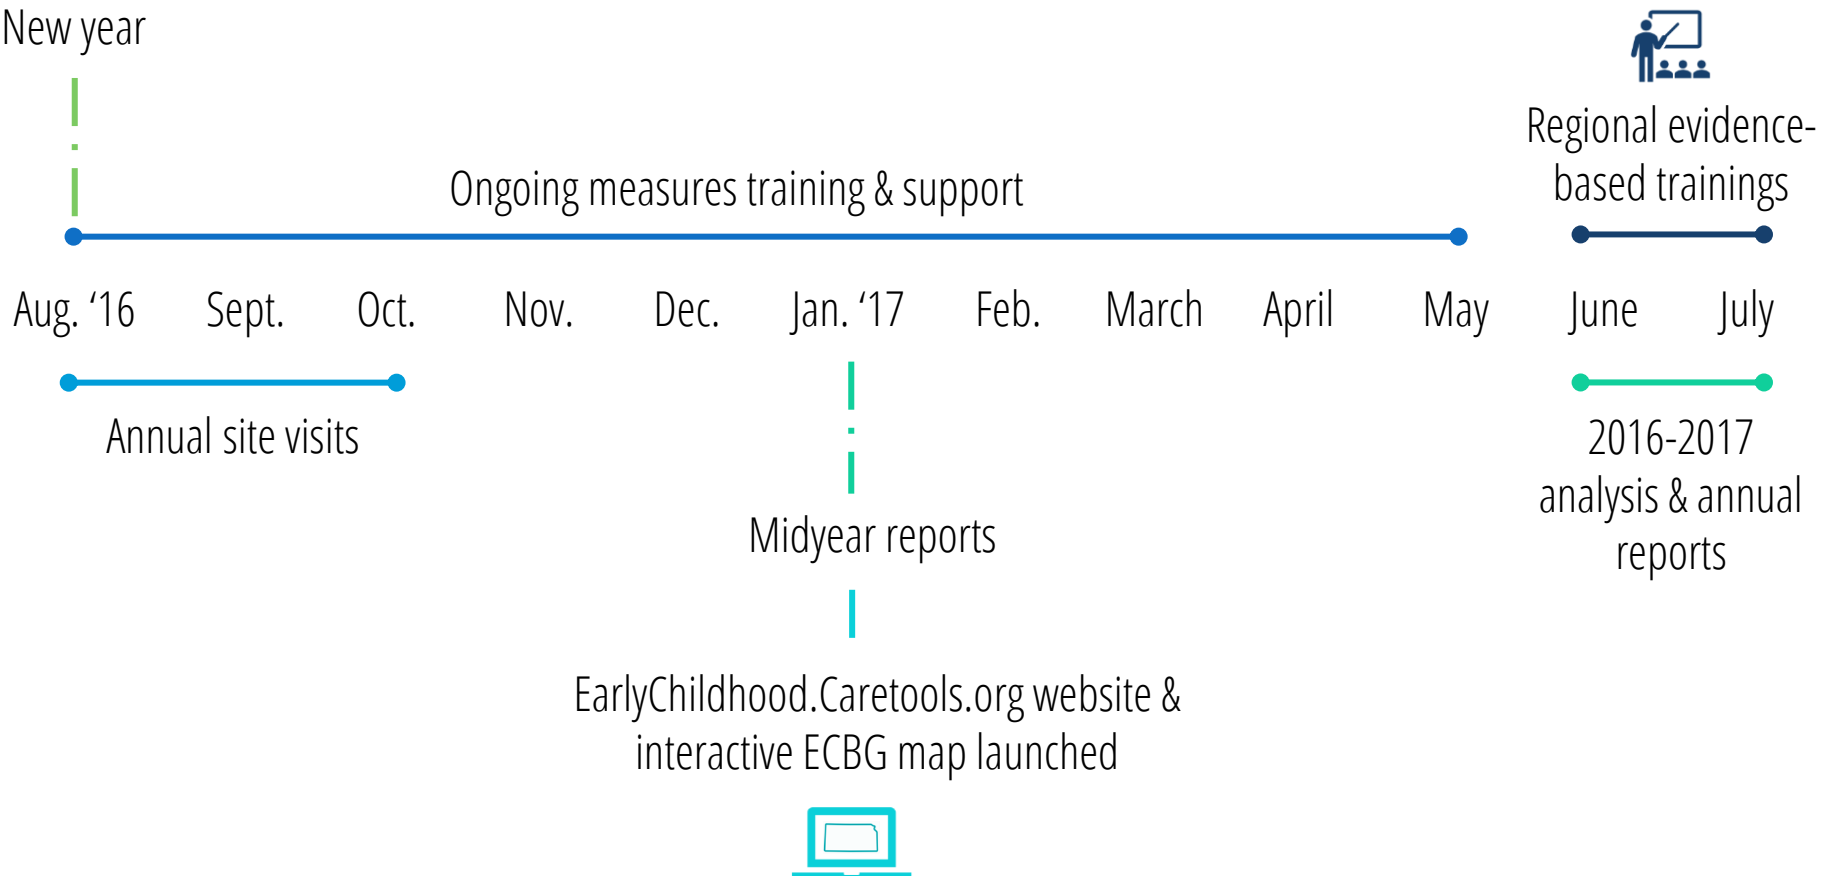 New year
Regional evidence-
based trainings
Ongoing measures training & support
Aug. ‘16 Sept. Oct. Nov. Dec. Jan. ‘17 Feb. March April May June July
Annual site visits
Midyear reports
2016-2017
analysis & annual
reports
EarlyChildhood.Caretools.org website &
interactive ECBG map launched